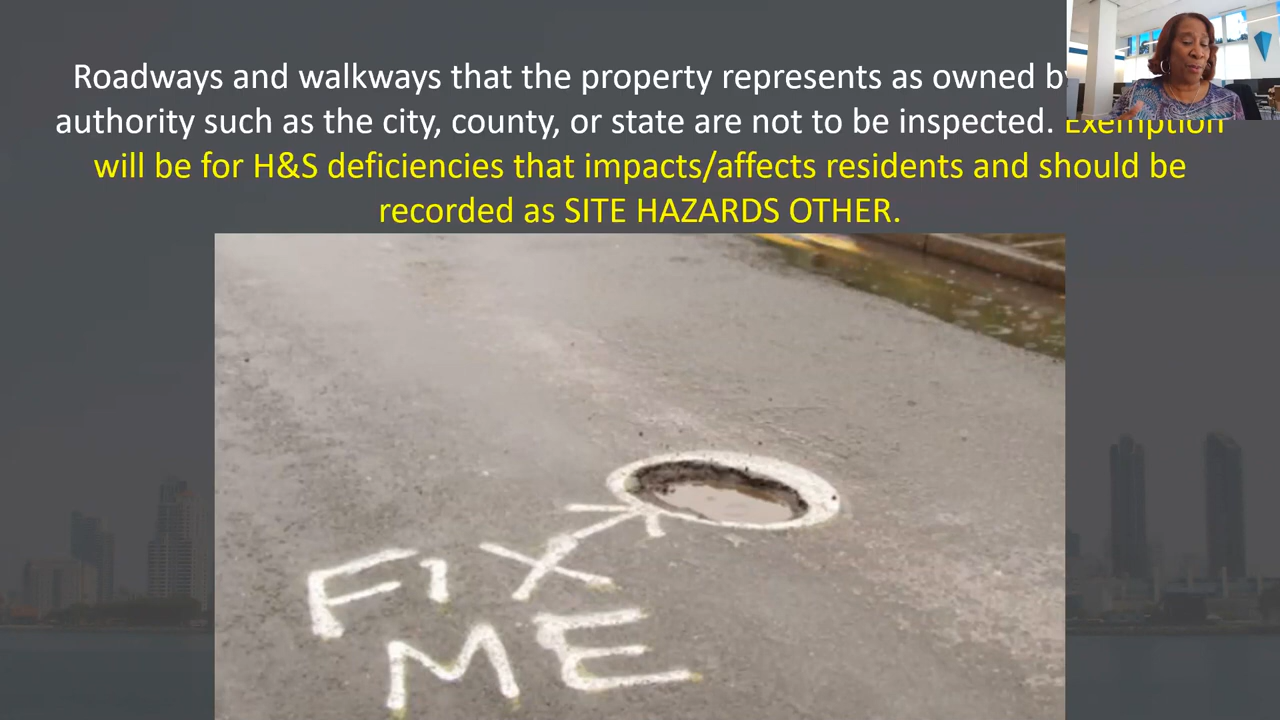 Roadways and walkways that the property represents as owned
authority such as the city, county, or state are not to be inspected. Exemption
will be for H&S deficiencies that impacts/affects residents and should be
recorded as SITE HAZARDS OTHER.
FIX
ME